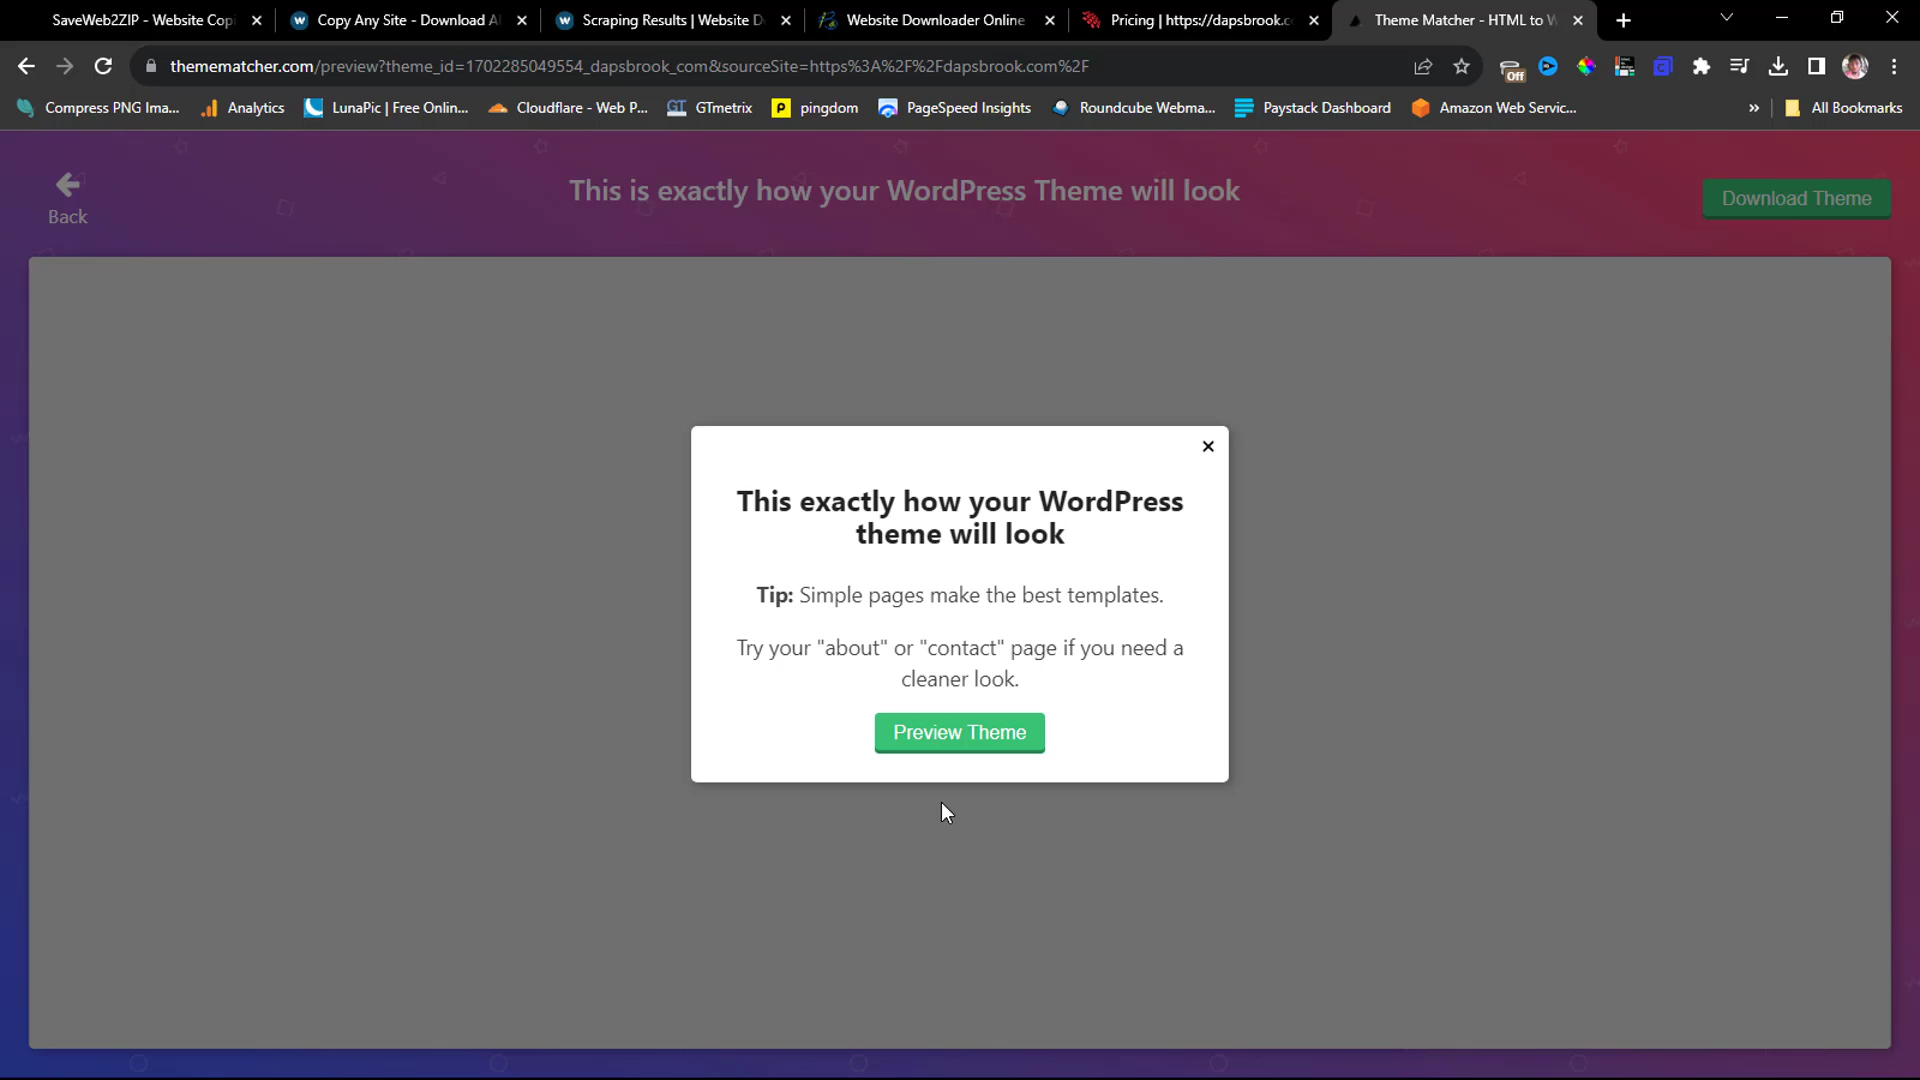 SaveWeb2ZIP - Website Copi
Copy Any Site - Download Al
Scraping Results | Website D
Website Downloader Online
Pricing | https://dapsbrook.c
Theme Matcher - HTML to W
themematcher.com/preview?theme_id=1702285049554_dapsbrook_com&sourceSite=https%3A%2F%2Fdapsbrook.com%2F
Off
Compress PNG Ima...
Analytics
LunaPic | Free Onlin...
Cloudflare - Web P...
GTmetrix
pingdom
PageSpeed Insights
Roundcube Webma...
Paystack Dashboard
Amazon Web Servic...
»
All Bookmarks
Back
This is exactly how your WordPress Theme will look
Download Theme
This exactly how your WordPress
theme will look
Tip: Simple pages make the best templates.
Try your "about" or "contact" page if you need a
cleaner look.
Preview Theme